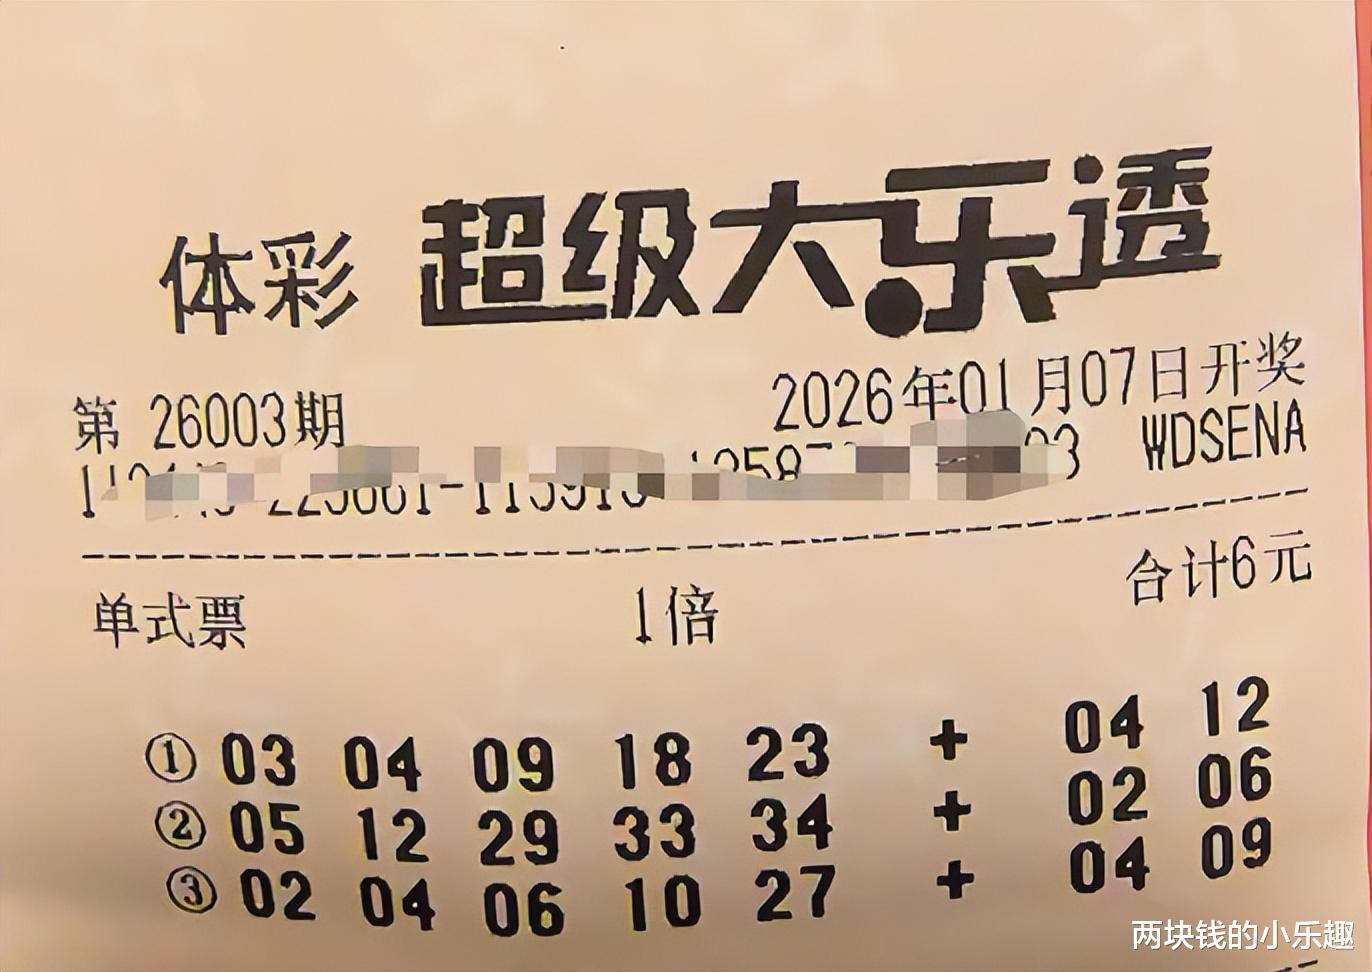 体彩 超级大乐透
第 26003期 2026年01月07日开奖
WDSENA
单式票 1倍 合计6元
① 03 04 09 18 23 + 04 12
② 05 12 29 33 34 + 02 06
③ 02 04 06 10 27 + 04 09
两块钱的小乐趣